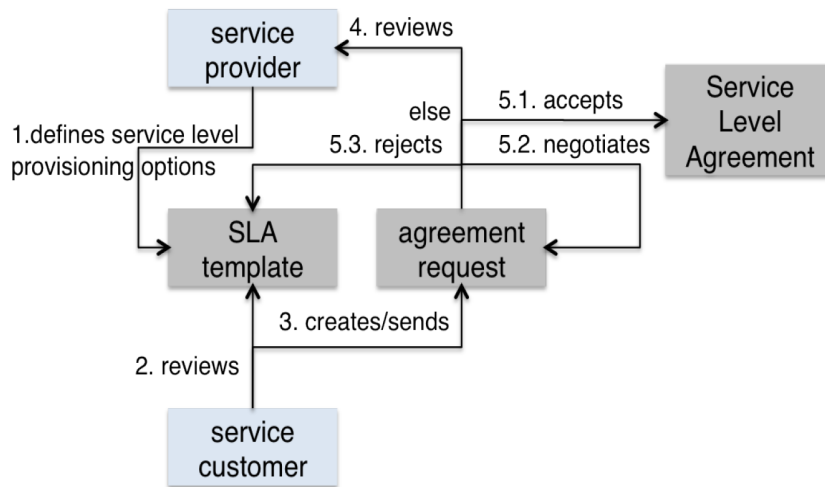 service
provider
4. reviews
Service
Level
Agreement
else
5.1. accepts
1.defines service level
provisioning options
5.3. rejects
5.2. negotiates
SLA
template
agreement
request
3. creates/sends
2. reviews
service
customer